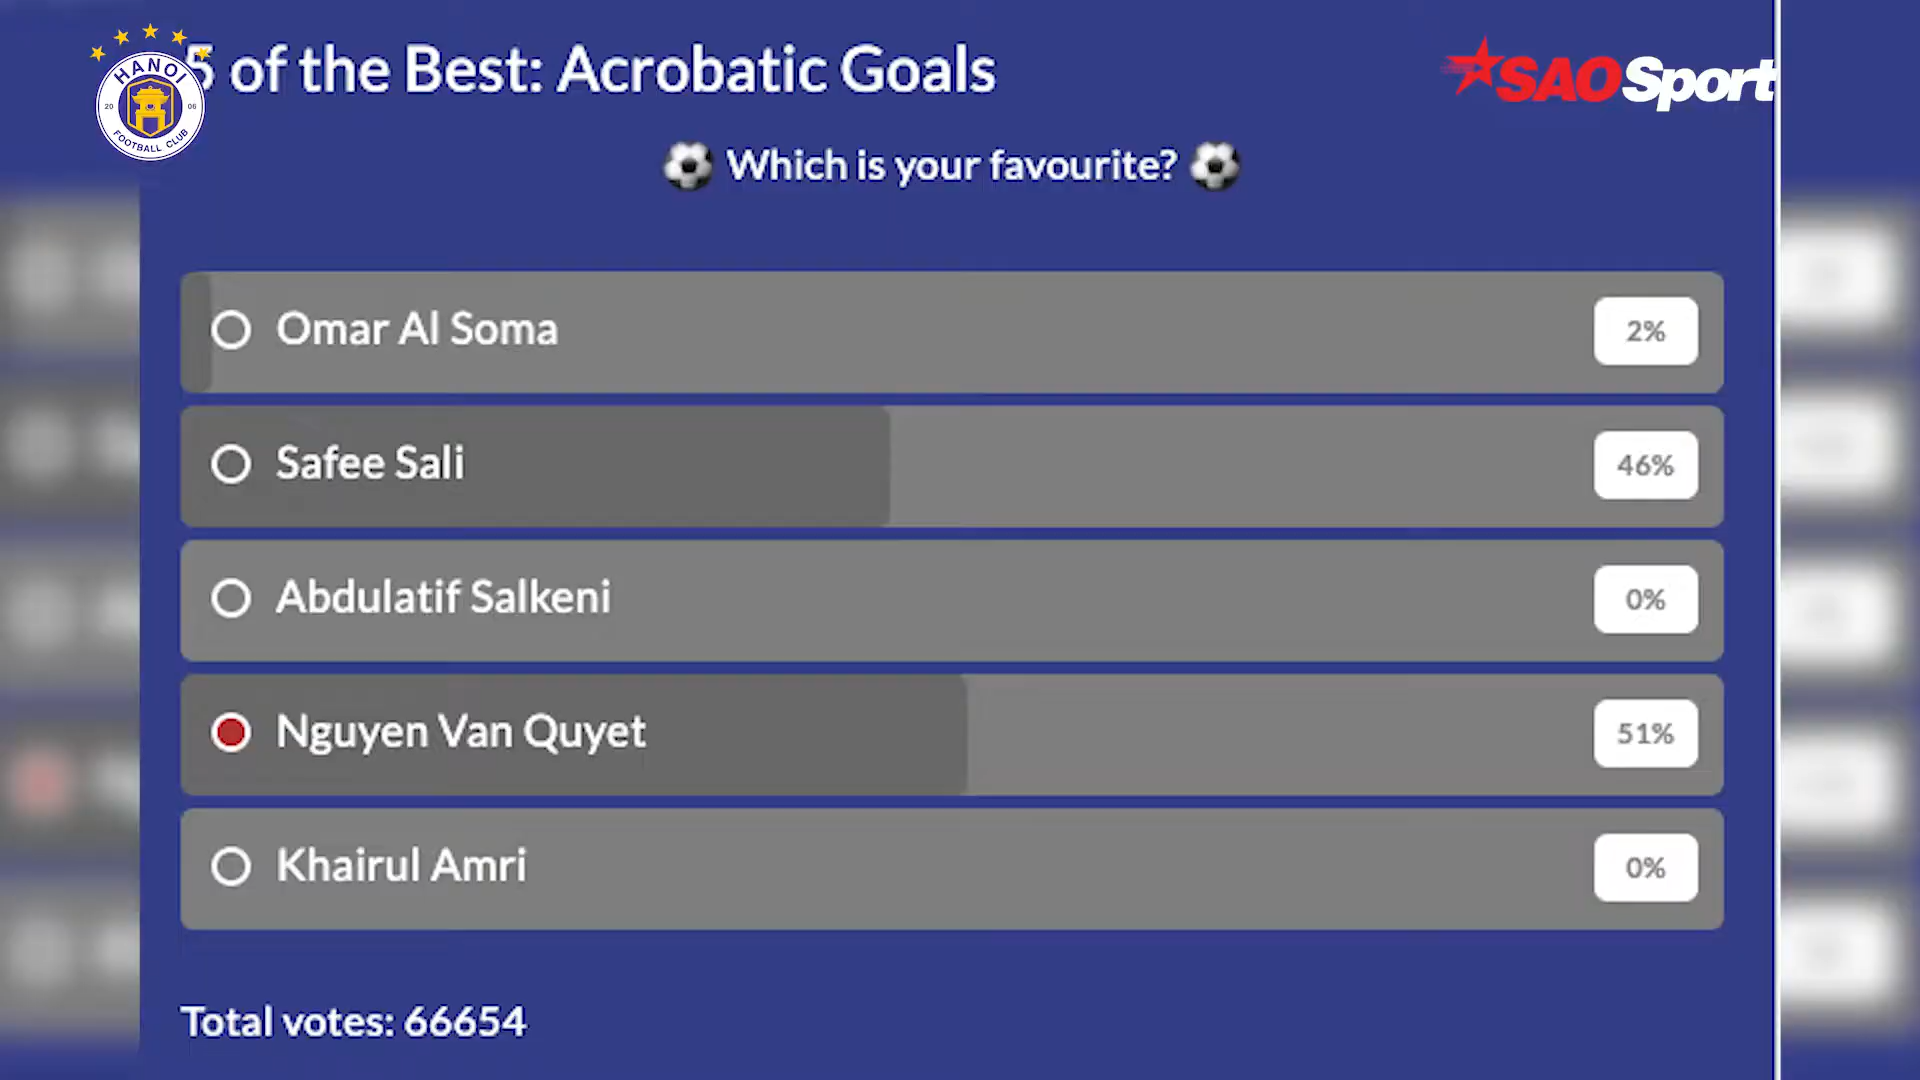 5 of the Best: Acrobatic Goals
HANOI
20 06
FOOTBALL CLUB
SAOSport
Which is your favourite?
Omar Al Soma 2%
Safee Sali 46%
Abdulatif Salkeni 0%
Nguyen Van Quyet 51%
Khairul Amri 0%
Total votes: 66654